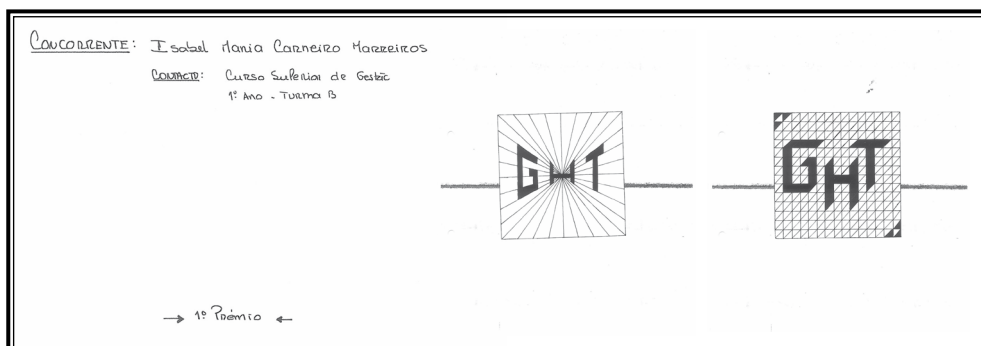 CONCORRENTE: Isabel Maria Carneiro Marreiros
CONTACTO: Curso Superior de Gestão
1º Ano - Turma B
GHT
GHT
→ 1º Prémio ←